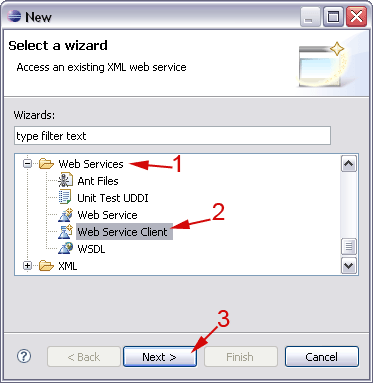 New
Select a wizard
Access an existing XML web service
Wizards:
type filter text
Web Services 1
Ant Files
Unit Test UDDI
Web Service
Web Service Client 2
WSDL
XML
3
? < Back Next > Finish Cancel